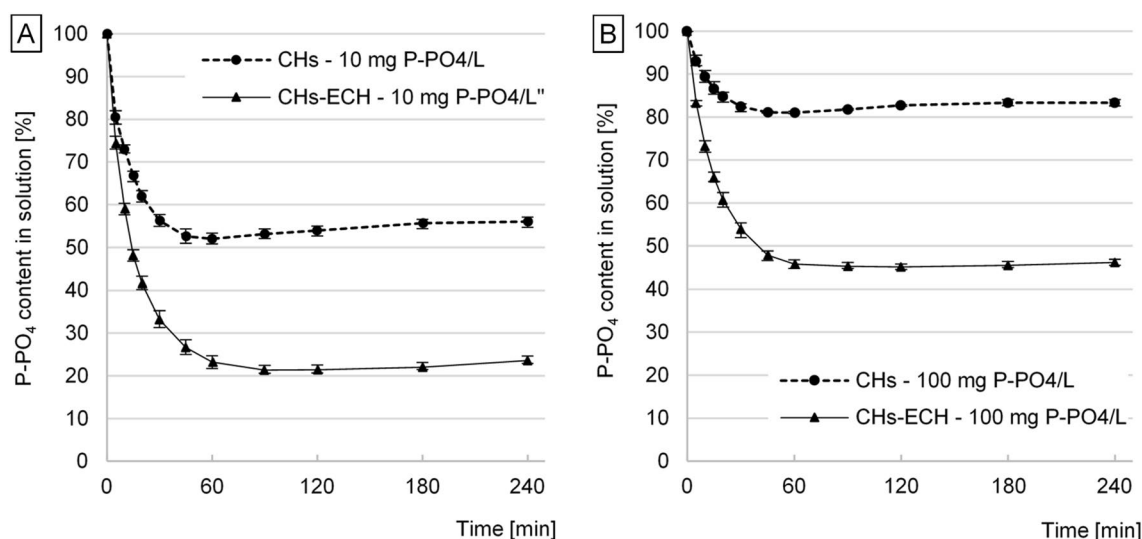 A
P-PO₄ content in solution [%]
100
90
80
70
60
50
40
30
20
10
0
CHs - 10 mg P-PO4/L
CHs-ECH - 10 mg P-PO4/L"
0 60 120 180 240
Time [min]
B
P-PO₄ content in solution [%]
100
90
80
70
60
50
40
30
20
10
0
CHs - 100 mg P-PO4/L
CHs-ECH - 100 mg P-PO4/L
0 60 120 180 240
Time [min]